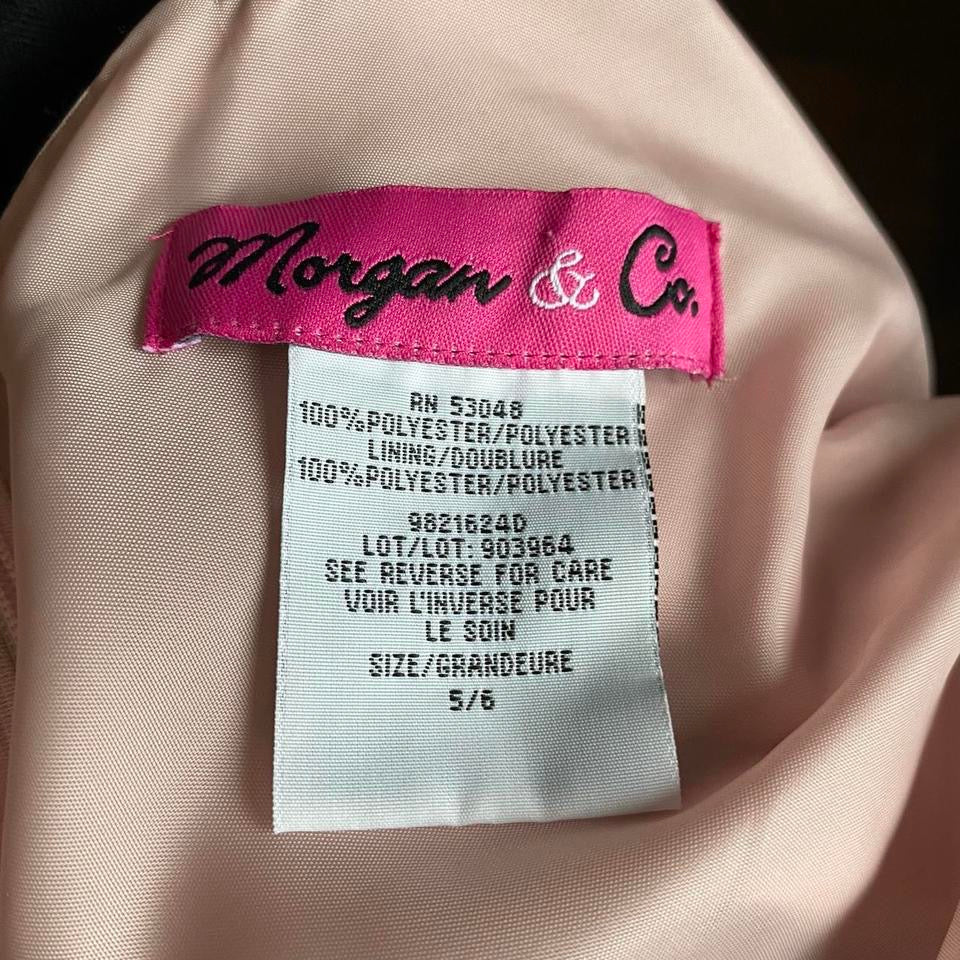 Morgan & Co.
RN 53048
100%POLYESTER/POLYESTER
LINING/DOUBLURE
100%POLYESTER/POLYESTER
9821624D
LOT/LOT: 903964
SEE REVERSE FOR CARE
VOIR L'INVERSE POUR
LE SOIN
SIZE/GRANDEURE
5/6